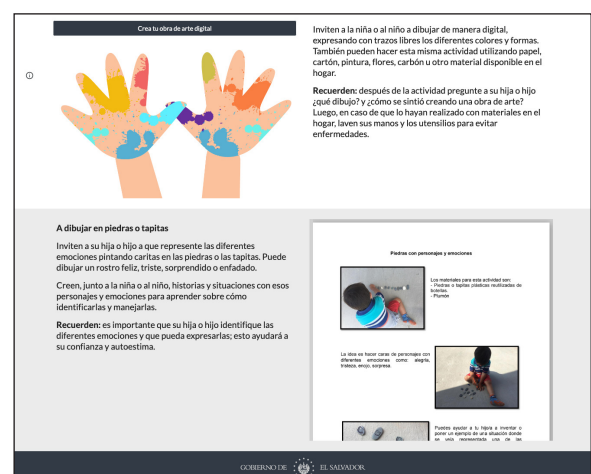 Crea tu obra de arte digital
Inviten a la niña o al niño a dibujar de manera digital,
expresando con trazos libres los diferentes colores y formas.
También pueden hacer esta misma actividad utilizando papel,
cartón, pintura, flores, carbón u otro material disponible en el
hogar.
Recuerden: después de la actividad pregunte a su hija o hijo
¿qué dibujo? y ¿cómo se sintió creando una obra de arte?
Luego, en caso de que lo hayan realizado con materiales en el
hogar, laven sus manos y los utensilios para evitar
enfermedades.
A dibujar en piedras o tapitas
Inviten a su hija o hijo a que represente las diferentes
emociones pintando caritas en las piedras o las tapitas. Puede
dibujar un rostro feliz, triste, sorprendido o enfadado.
Creen, junto a la niña o al niño, historias y situaciones con esos
personajes y emociones para aprender sobre cómo
identificarlas y manejarlas.
Recuerden: es importante que su hija o hijo identifique las
diferentes emociones y que pueda expresarlas; esto ayudará a
su confianza y autoestima.
Piedras con personajes y emociones
Los materiales para esta actividad son:
- Piedras o tapitas plásticas reutilizadas de
botellas.
- Plumón
La idea es hacer caras de personajes con
diferentes emociones como: alegría,
tristeza, enojo, sorpresa.
Puedes ayudar a tu hijo/a a inventar o
poner un ejemplo de una situación donde
se vea representada una de las
GOBIERNO DE EL SALVADOR